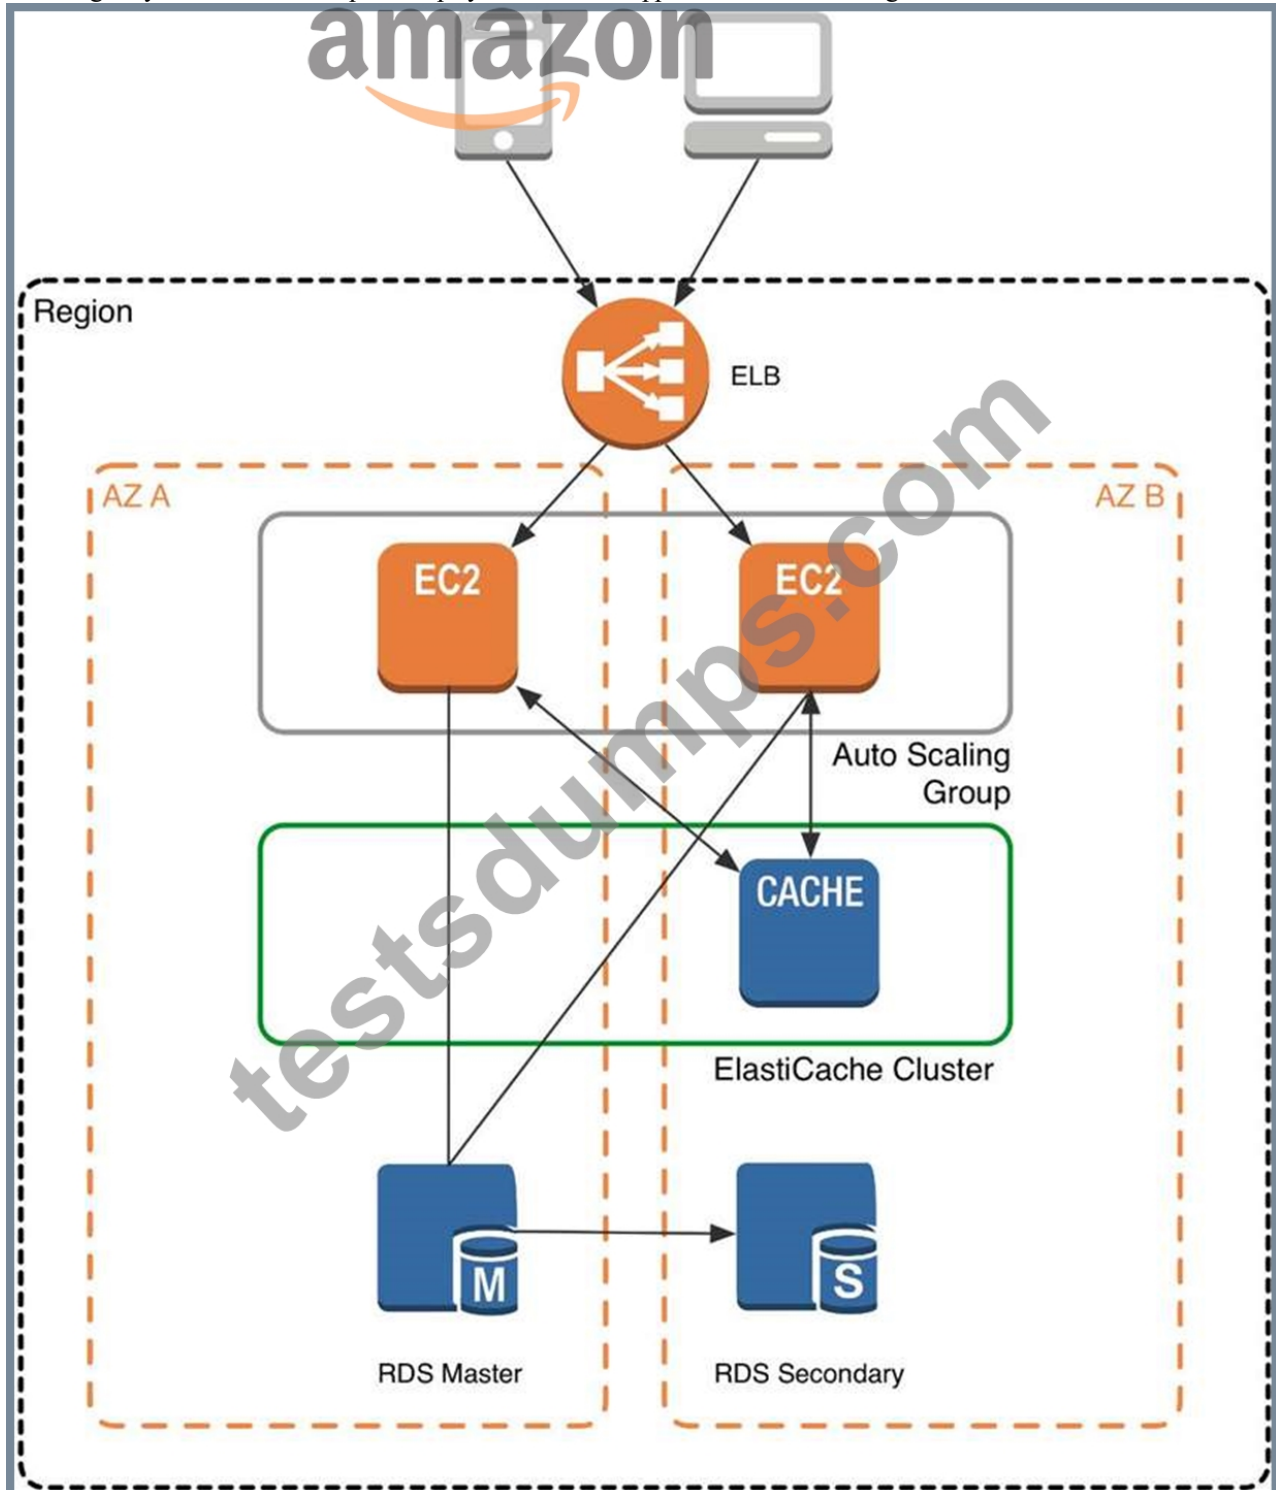 amazon
Region
ELB
AZ A
AZ B
EC2
EC2
Auto Scaling
Group
CACHE
ElastiCache Cluster
M
S
RDS Master
RDS Secondary
testsdumps.com